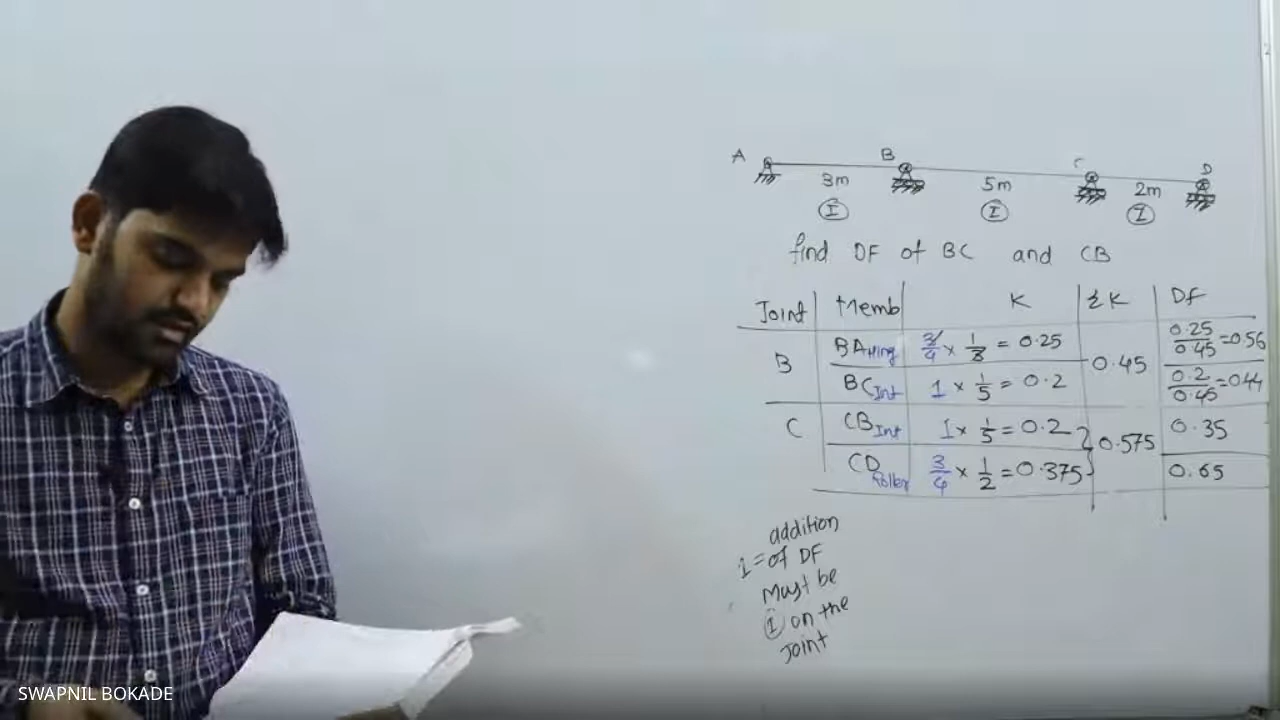 A B C D
3m 5m 2m
I I I
find DF of BC and CB
Joint Memb K ΣK DF
B BA Hing 3/4 × 1/3 = 0.25 0.45 0.25/0.45 = 0.56
BC Int 1 × 1/5 = 0.2 0.2/0.45 = 0.44
C CB Int 1 × 1/5 = 0.2 0.575 0.35
CD Roller 3/4 × 1/2 = 0.375 0.65
addition
1 = of DF
Must be
1 on the
Joint
SWAPNIL BOKADE